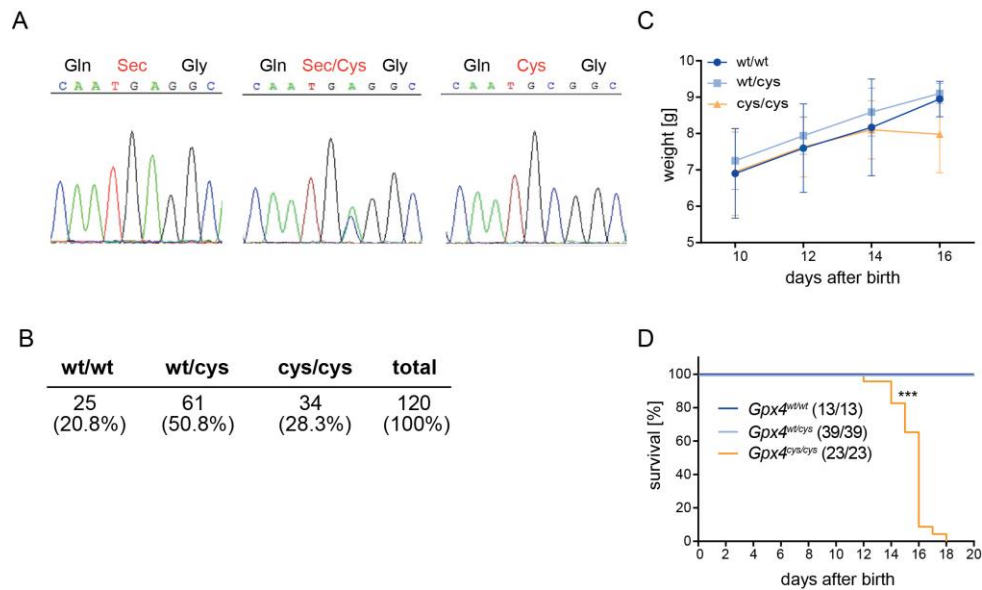 A
Gln Sec Gly
C A A T G A G G C
Gln Sec/Cys Gly
C A A T G A G G C
Gln Cys Gly
C A A T G C G G C
B
wt/wt wt/cys cys/cys total
25 61 34 120
(20.8%) (50.8%) (28.3%) (100%)
C
wt/wt
wt/cys
cys/cys
weight [g]
10
9
8
7
6
5
10 12 14 16
days after birth
D
survival [%]
100
80
60
40
20
0
***
Gpx4wt/wt (13/13)
Gpx4wt/cys (39/39)
Gpx4cys/cys (23/23)
0 2 4 6 8 10 12 14 16 18 20
days after birth